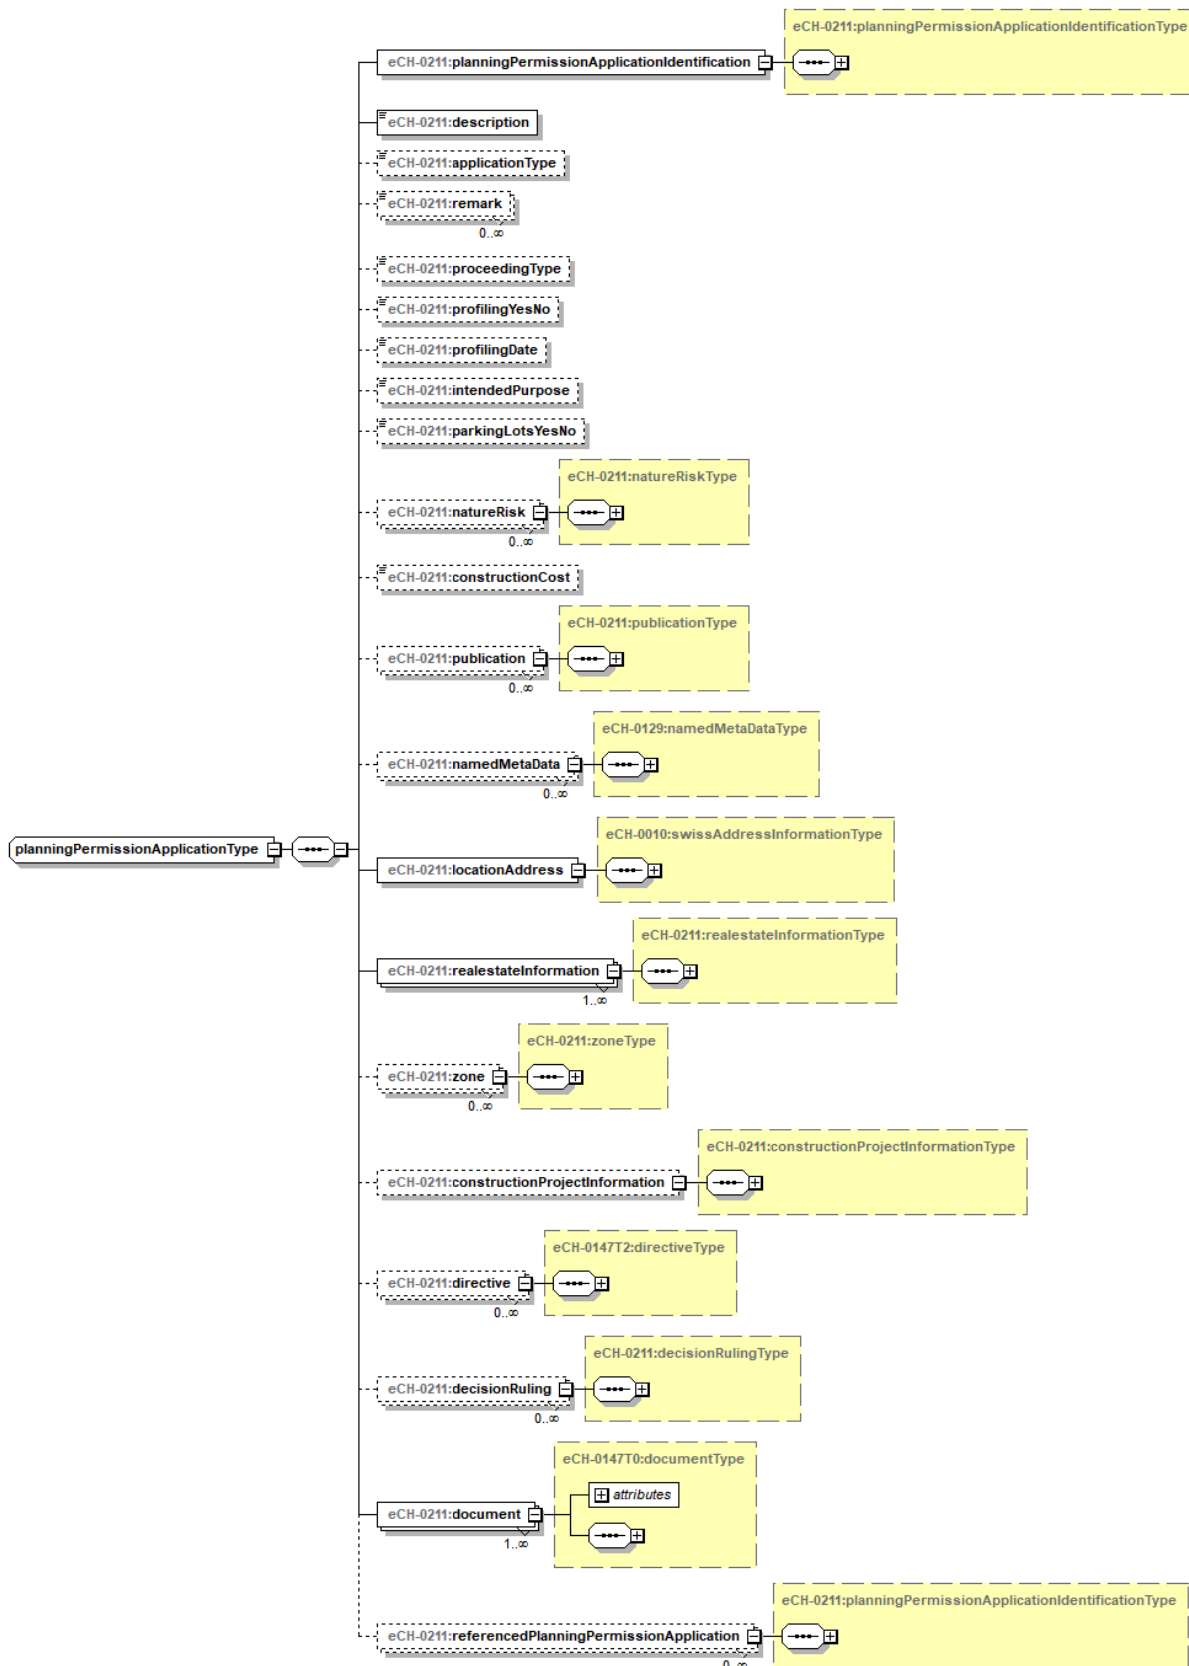 eCH-0211:planningPermissionApplicationIdentificationType
eCH-0211:planningPermissionApplicationIdentification
eCH-0211:description
eCH-0211:applicationType
eCH-0211:remark
0..∞
eCH-0211:proceedingType
eCH-0211:profilingYesNo
eCH-0211:profilingDate
eCH-0211:intendedPurpose
eCH-0211:parkingLotsYesNo
eCH-0211:natureRiskType
eCH-0211:natureRisk
0..∞
eCH-0211:constructionCost
eCH-0211:publicationType
eCH-0211:publication
0..∞
eCH-0129:namedMetaDataType
eCH-0211:namedMetaData
0..∞
eCH-0010:swissAddressInformationType
planningPermissionApplicationType
eCH-0211:locationAddress
eCH-0211:realestateInformationType
eCH-0211:realestateInformation
1..∞
eCH-0211:zoneType
eCH-0211:zone
0..∞
eCH-0211:constructionProjectInformationType
eCH-0211:constructionProjectInformation
eCH-0147T2:directiveType
eCH-0211:directive
0..∞
eCH-0211:decisionRulingType
eCH-0211:decisionRuling
0..∞
eCH-0147T0:documentType
attributes
eCH-0211:document
1..∞
eCH-0211:planningPermissionApplicationIdentificationType
eCH-0211:referencedPlanningPermissionApplication
0..∞